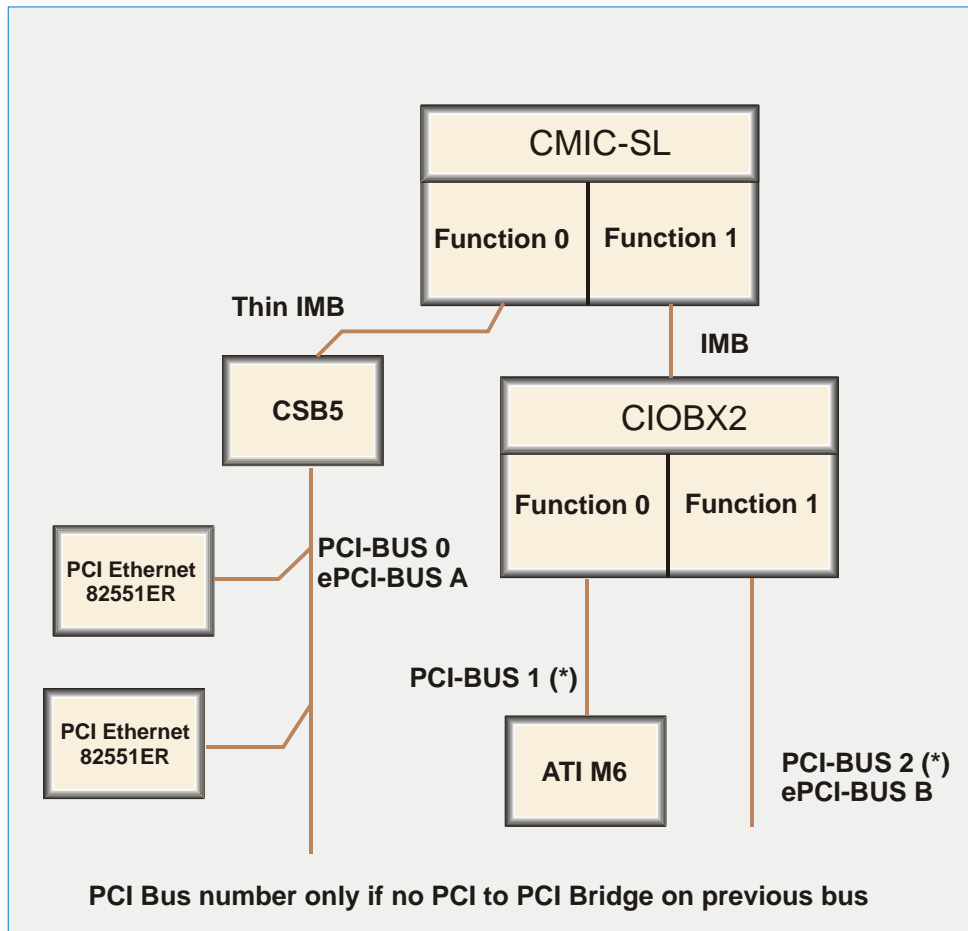 CMIC-SL
Function 0
Function 1
Thin IMB
IMB
CSB5
CIOBX2
Function 0
Function 1
PCI-BUS 0
ePCI-BUS A
PCI Ethernet
82551ER
PCI-BUS 1 (*)
PCI Ethernet
82551ER
ATI M6
PCI-BUS 2 (*)
ePCI-BUS B
PCI Bus number only if no PCI to PCI Bridge on previous bus